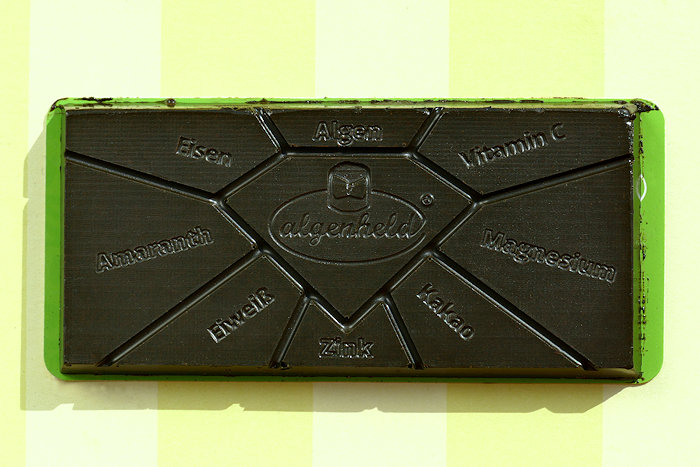 Algen
Eisen
Vitamin C
algenheld
®
Amaranth
Magnesium
Eiweiß
Kakao
Zink